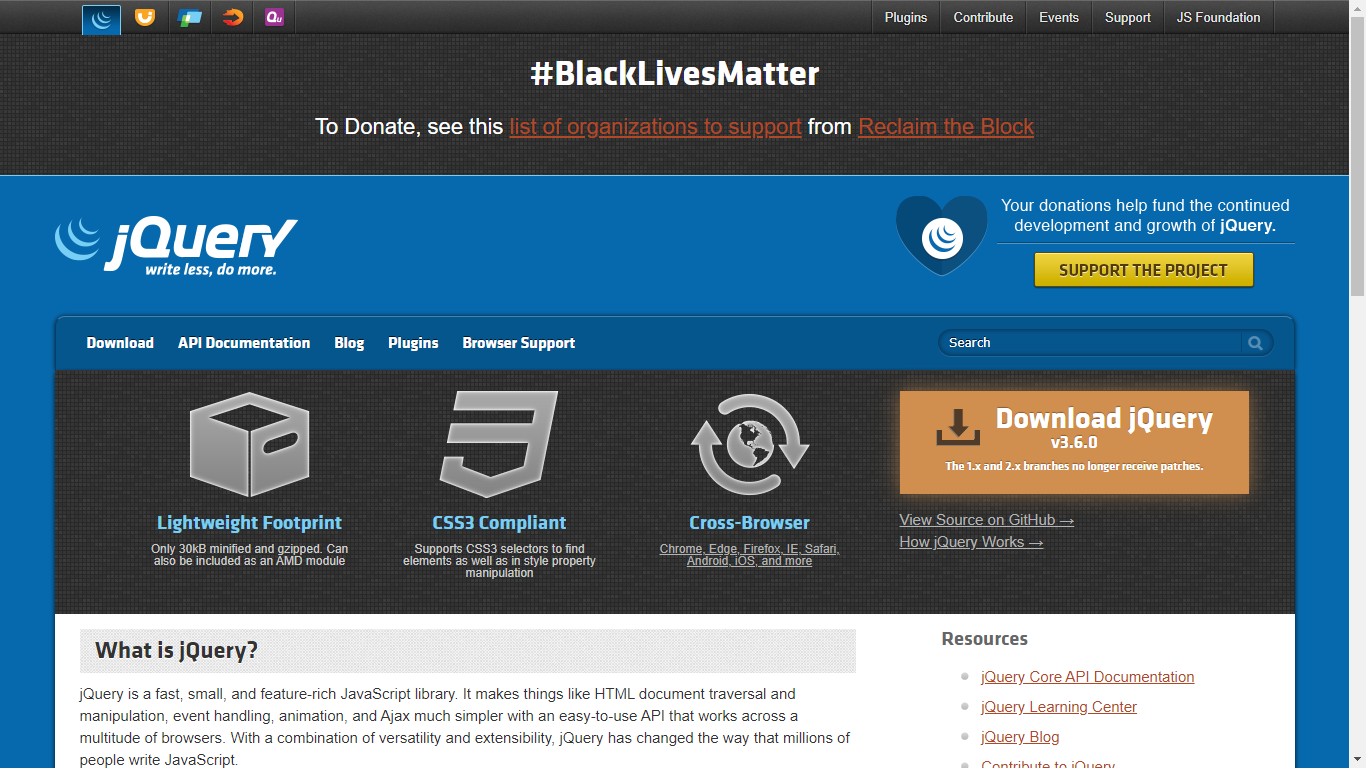 Qu
Plugins
Contribute
Events
Support
JS Foundation
#BlackLivesMatter
To Donate, see this list of organizations to support from Reclaim the Block
jQuery
write less, do more.
Your donations help fund the continued
development and growth of jQuery.
SUPPORT THE PROJECT
Download
API Documentation
Blog
Plugins
Browser Support
Search
Lightweight Footprint
Only 30kB minified and gzipped. Can
also be included as an AMD module
CSS3 Compliant
Supports CSS3 selectors to find
elements as well as in style property
manipulation
Cross-Browser
Chrome, Edge, Firefox, IE, Safari,
Android, iOS, and more
Download jQuery
v3.6.0
The 1.x and 2.x branches no longer receive patches.
View Source on GitHub →
How jQuery Works →
What is jQuery?
jQuery is a fast, small, and feature-rich JavaScript library. It makes things like HTML document traversal and
manipulation, event handling, animation, and Ajax much simpler with an easy-to-use API that works across a
multitude of browsers. With a combination of versatility and extensibility, jQuery has changed the way that millions of
people write JavaScript.
Resources
jQuery Core API Documentation
jQuery Learning Center
jQuery Blog
Contribute to jQuery